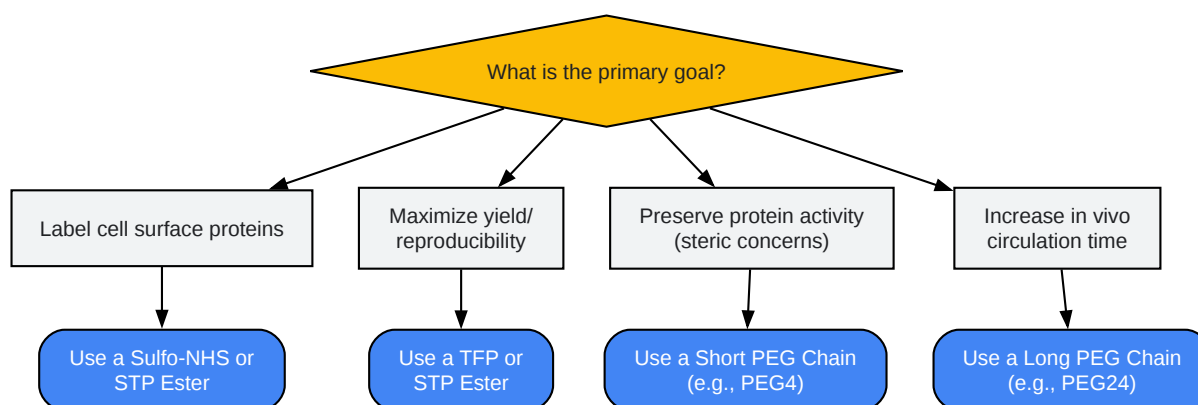 What is the primary goal?
Label cell surface proteins
Maximize yield/
reproducibility
Preserve protein activity
(steric concerns)
Increase in vivo
circulation time
Use a Sulfo-NHS or
STP Ester
Use a TFP or
STP Ester
Use a Short PEG Chain
(e.g., PEG4)
Use a Long PEG Chain
(e.g., PEG24)